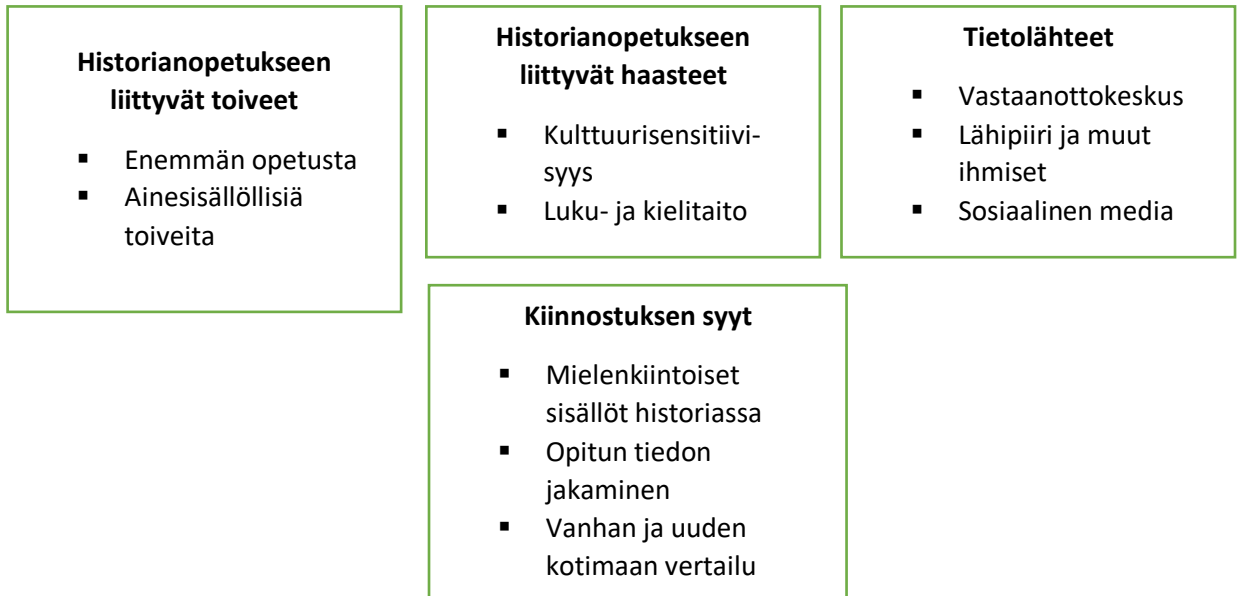 Historianopetukseen
liittyvät toiveet
▪ Enemmän opetusta
▪ Ainesisällöllisiä
toiveita
Historianopetukseen
liittyvät haasteet
▪ Kulttuurisensitiivi-
syys
▪ Luku- ja kielitaito
Tietolähteet
▪ Vastaanottokeskus
▪ Lähipiiri ja muut
ihmiset
▪ Sosiaalinen media
Kiinnostuksen syyt
▪ Mielenkiintoiset
sisällöt historiassa
▪ Opitun tiedon
jakaminen
▪ Vanhan ja uuden
kotimaan vertailu